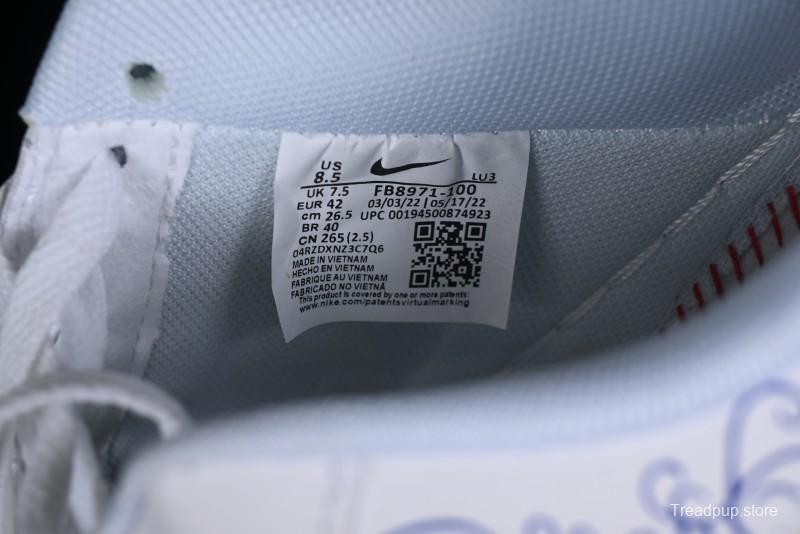 US
8.5
LU3
UK 7.5 FB8971-100
EUR 42 03/03/22 | 05/17/22
cm 26.5 UPC 00194500874923
BR 40
CN 265 (2.5)
04RZDXNZ3C7Q6
MADE IN VIETNAM
HECHO EN VIETNAM
FABRIQUE AU VIETNAM
FABRICADO NO VIETNÃ
This product is covered by one or more patents:
www.nike.com/patentsvirtualmarking
Treadpup.store